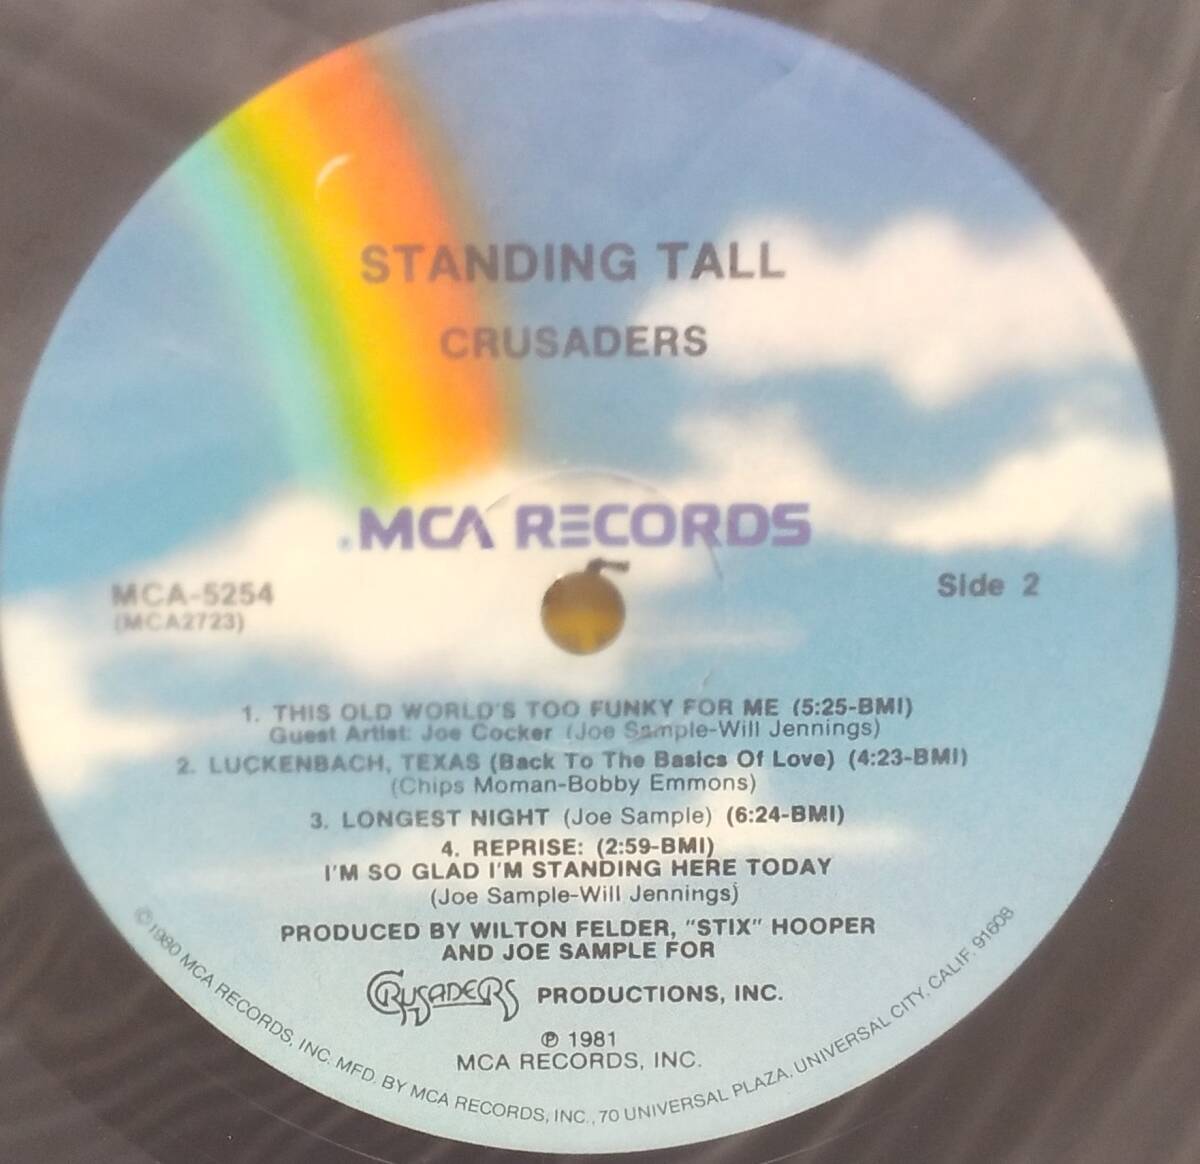 STANDING TALL
CRUSADERS
MCA RECORDS
MCA-5254
(MCA2723)
Side 2
1. THIS OLD WORLD'S TOO FUNKY FOR ME (5:25-BMI)
Guest Artist: Joe Cocker (Joe Sample-Will Jennings)
2. LUCKENBACH, TEXAS (Back To The Basics Of Love) (4:23-BMI)
(Chips Moman-Bobby Emmons)
3. LONGEST NIGHT (Joe Sample) (6:24-BMI)
4. REPRISE: (2:59-BMI)
I'M SO GLAD I'M STANDING HERE TODAY
(Joe Sample-Will Jennings)
PRODUCED BY WILTON FELDER, "STIX" HOOPER
AND JOE SAMPLE FOR
CRUSADERS PRODUCTIONS, INC.
℗ 1981
MCA RECORDS, INC.
©1980 MCA RECORDS, INC. MFD. BY MCA RECORDS, INC., 70 UNIVERSAL PLAZA, UNIVERSAL CITY, CALIF. 91608